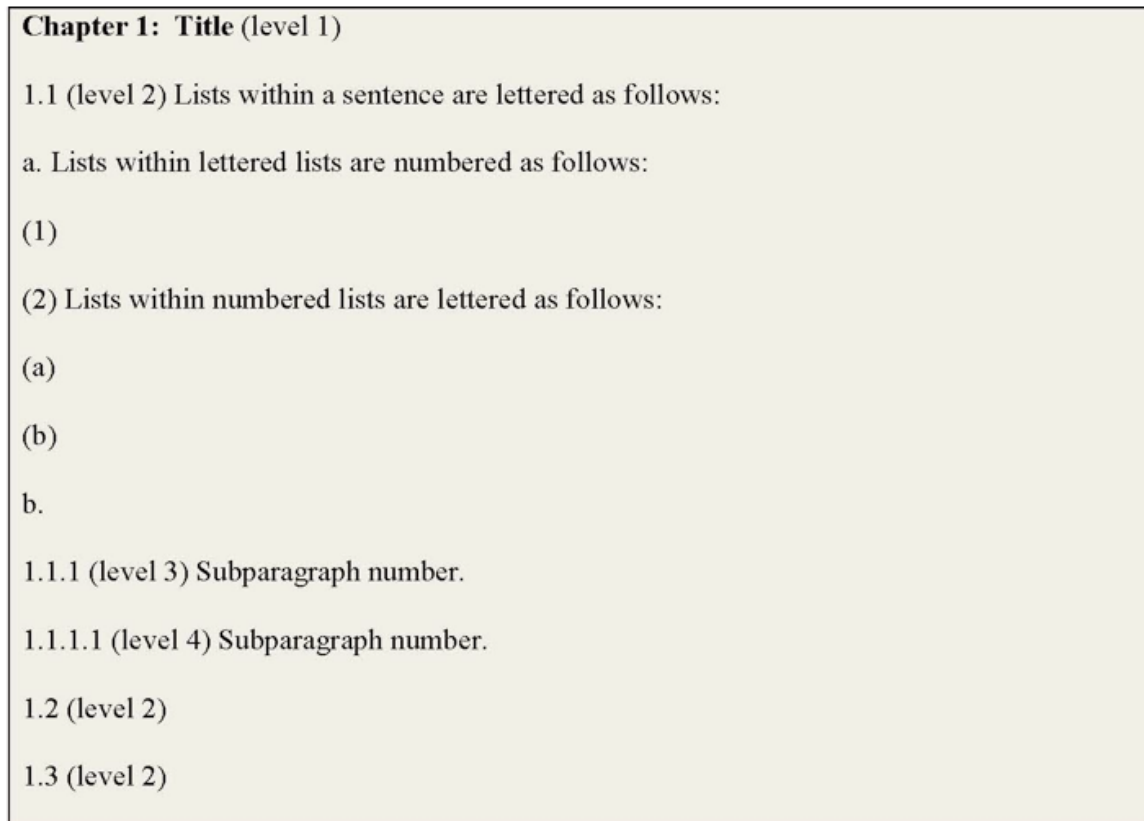 Chapter 1:  Title (level 1)
1.1 (level 2) Lists within a sentence are lettered as follows:
a. Lists within lettered lists are numbered as follows:
(1)
(2) Lists within numbered lists are lettered as follows:
(a)
(b)
b.
1.1.1 (level 3) Subparagraph number.
1.1.1.1 (level 4) Subparagraph number.
1.2 (level 2)
1.3 (level 2)